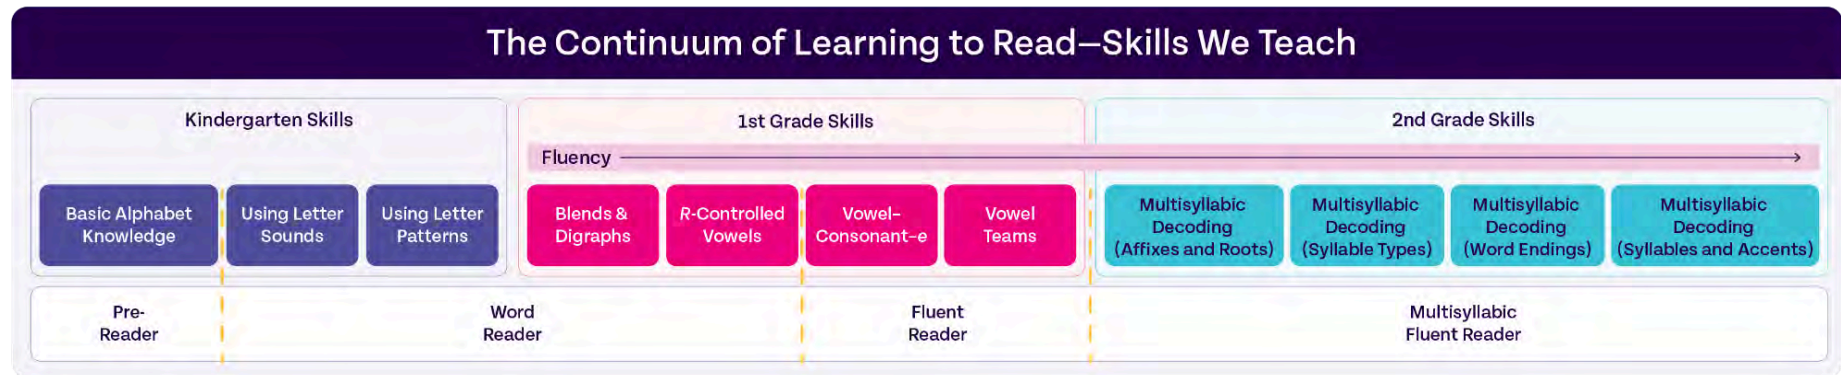 The Continuum of Learning to Read—Skills We Teach
Kindergarten Skills
1st Grade Skills
2nd Grade Skills
Fluency
Basic Alphabet
Knowledge
Using Letter
Sounds
Using Letter
Patterns
Blends &
Digraphs
R-Controlled
Vowels
Vowel–
Consonant–e
Vowel
Teams
Multisyllabic
Decoding
(Affixes and Roots)
Multisyllabic
Decoding
(Syllable Types)
Multisyllabic
Decoding
(Word Endings)
Multisyllabic
Decoding
(Syllables and Accents)
Pre-
Reader
Word
Reader
Fluent
Reader
Multisyllabic
Fluent Reader